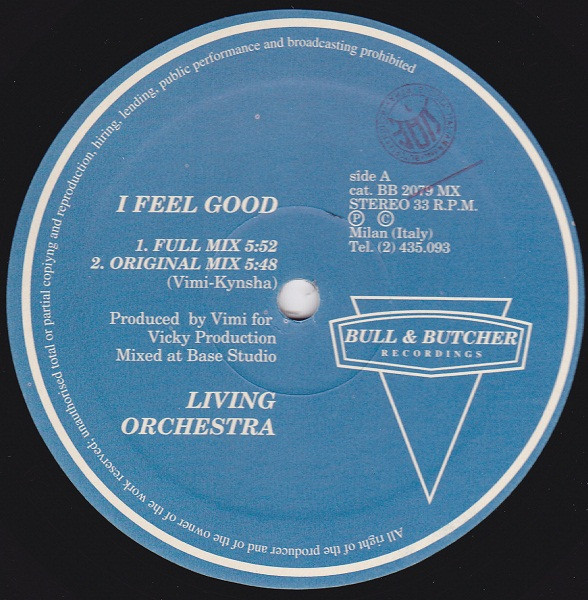 All right of the producer and of the owner of the work reserved; unauthorised total or partial copiyng and reproduction, hiring, lending, public performance and broadcasting prohibited
side A
cat. BB 2079 MX
STEREO 33 R.P.M.
Ⓟ ©
Milan (Italy)
Tel. (2) 435.093
I FEEL GOOD
1. FULL MIX 5:52
2. ORIGINAL MIX 5:48
(Vimi-Kynsha)
Produced by Vimi for
Vicky Production
Mixed at Base Studio
BULL & BUTCHER
RECORDINGS
LIVING
ORCHESTRA